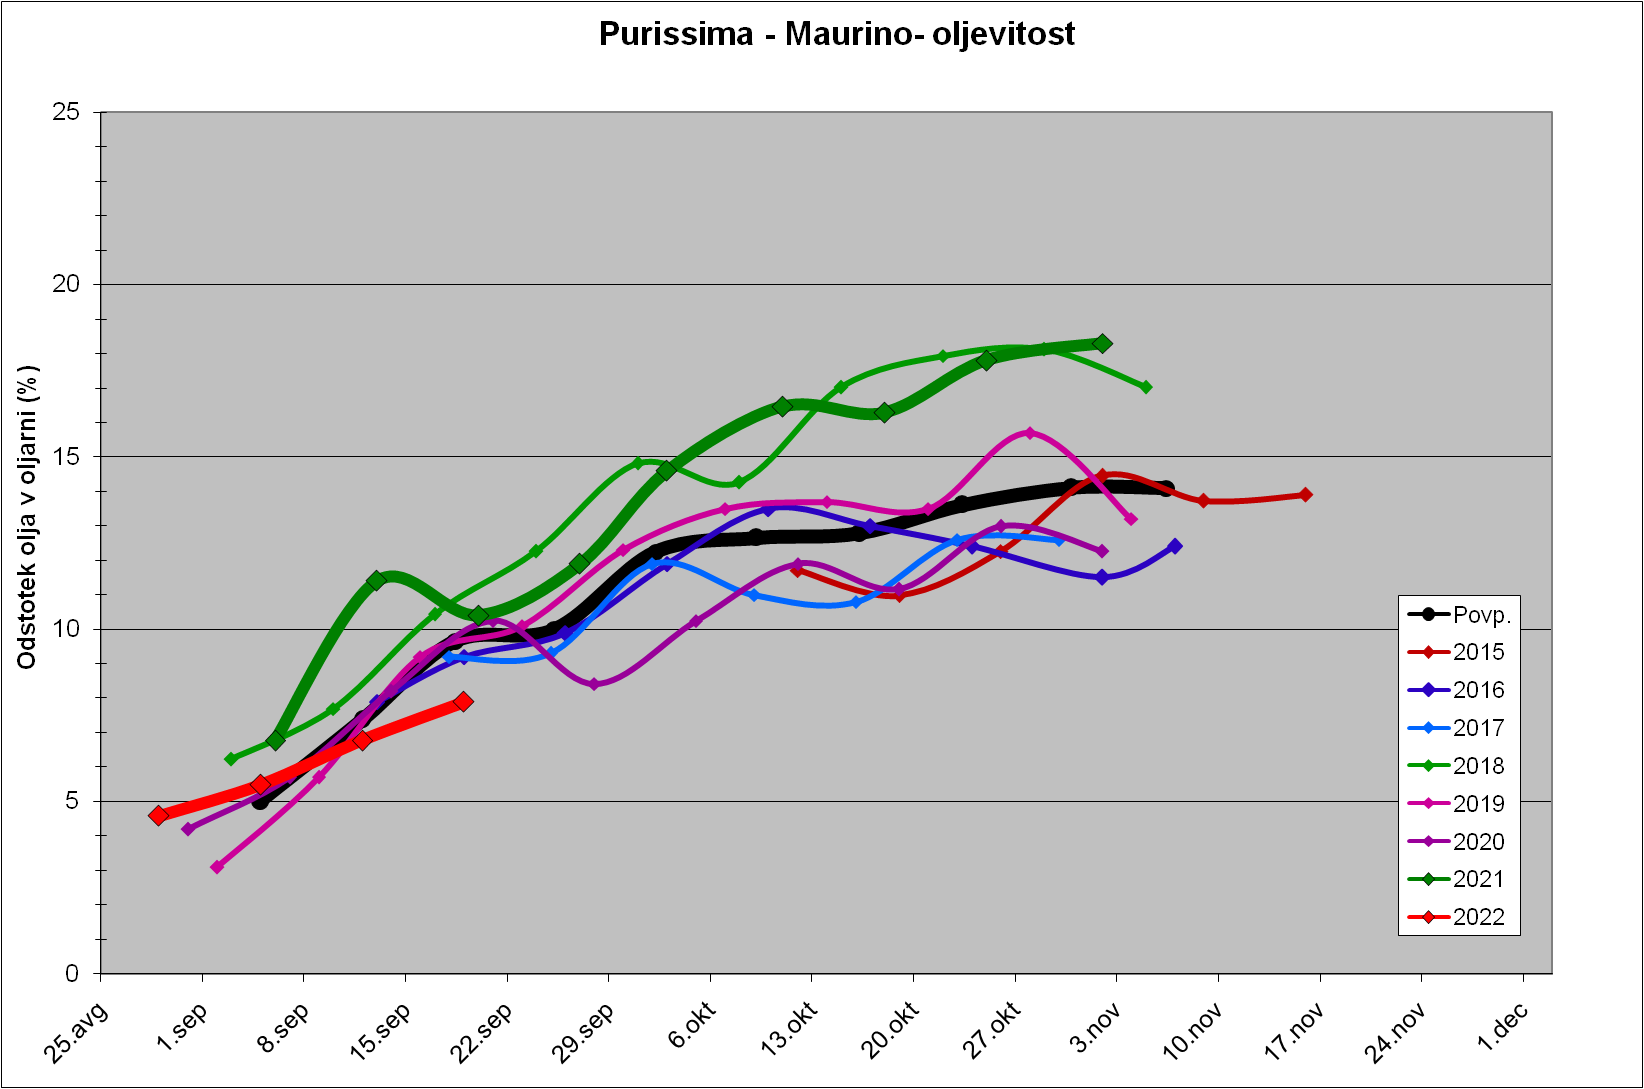 Purissima - Maurino- oljevitost
Odstotek olja v oljarni (%)
25
20
15
10
5
0
25.avg
1.sep
8.sep
15.sep
22.sep
29.sep
6.okt
13.okt
20.okt
27.okt
3.nov
10.nov
17.nov
24.nov
1.dec
Povp.
2015
2016
2017
2018
2019
2020
2021
2022